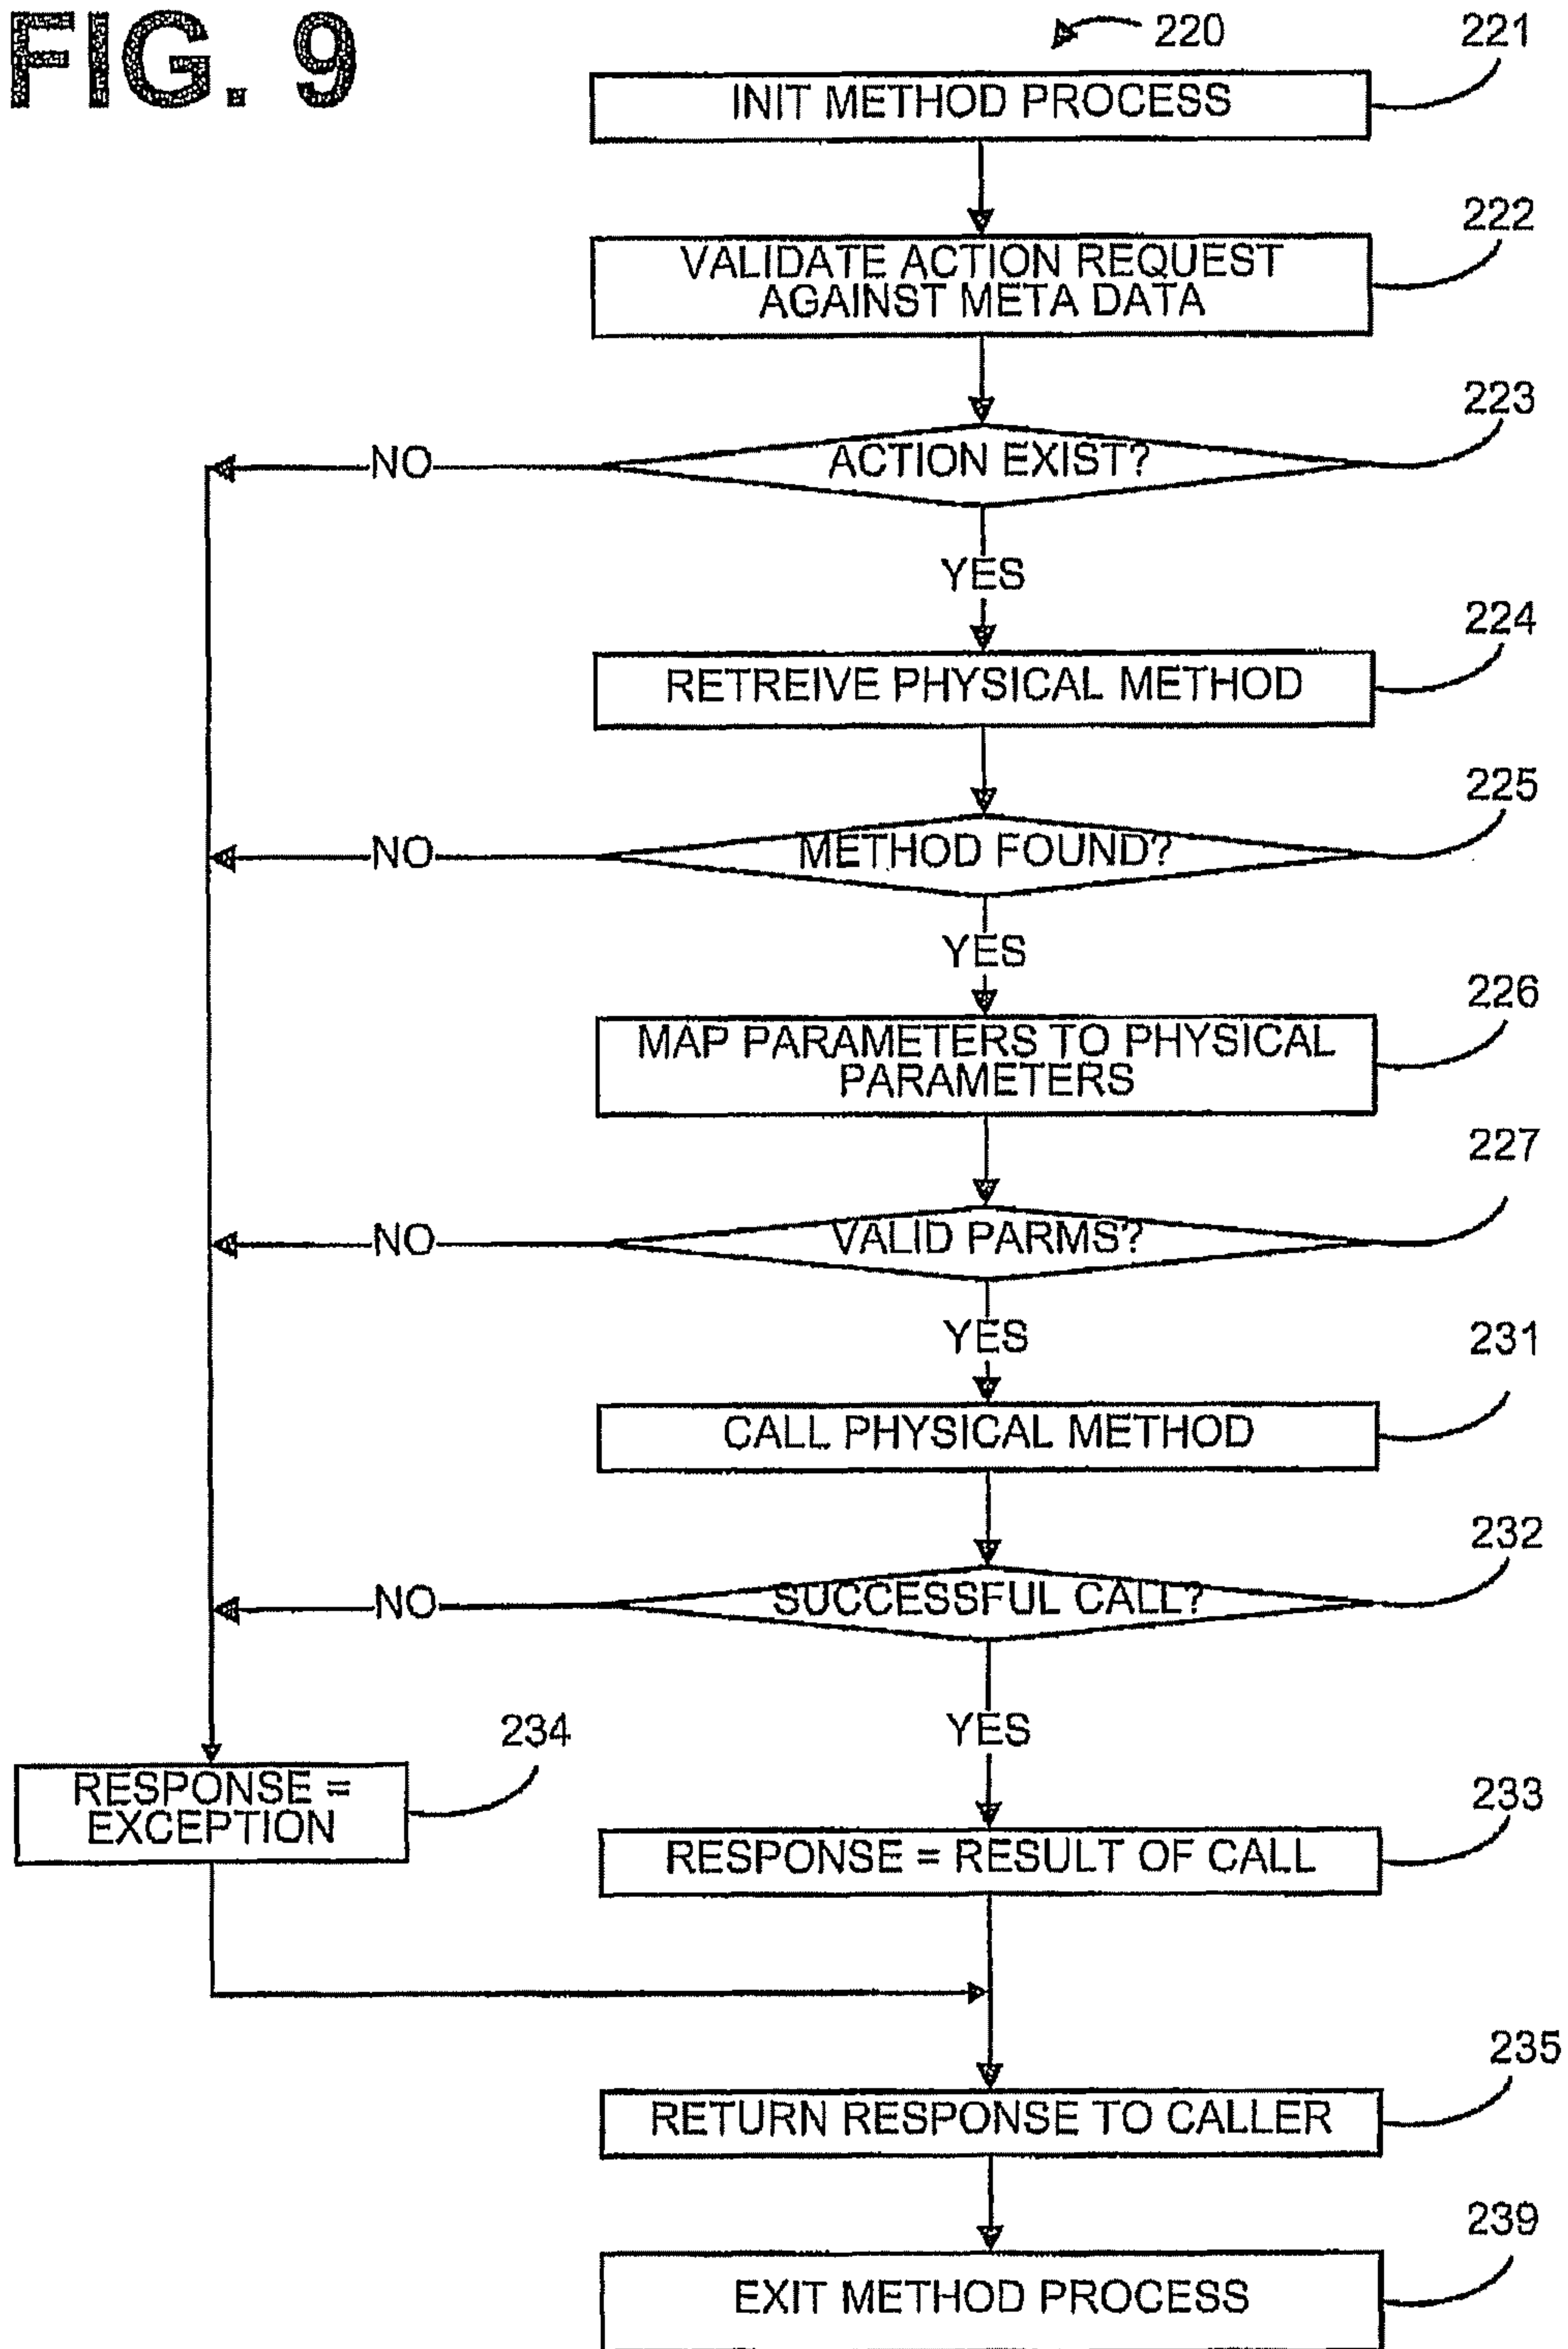 FIG. 9
220
221
INIT METHOD PROCESS
222
VALIDATE ACTION REQUEST
AGAINST META DATA
223
ACTION EXIST?
NO
YES
224
RETREIVE PHYSICAL METHOD
225
METHOD FOUND?
NO
YES
226
MAP PARAMETERS TO PHYSICAL
PARAMETERS
227
VALID PARMS?
NO
YES
231
CALL PHYSICAL METHOD
232
SUCCESSFUL CALL?
NO
YES
234
RESPONSE =
EXCEPTION
233
RESPONSE = RESULT OF CALL
235
RETURN RESPONSE TO CALLER
239
EXIT METHOD PROCESS